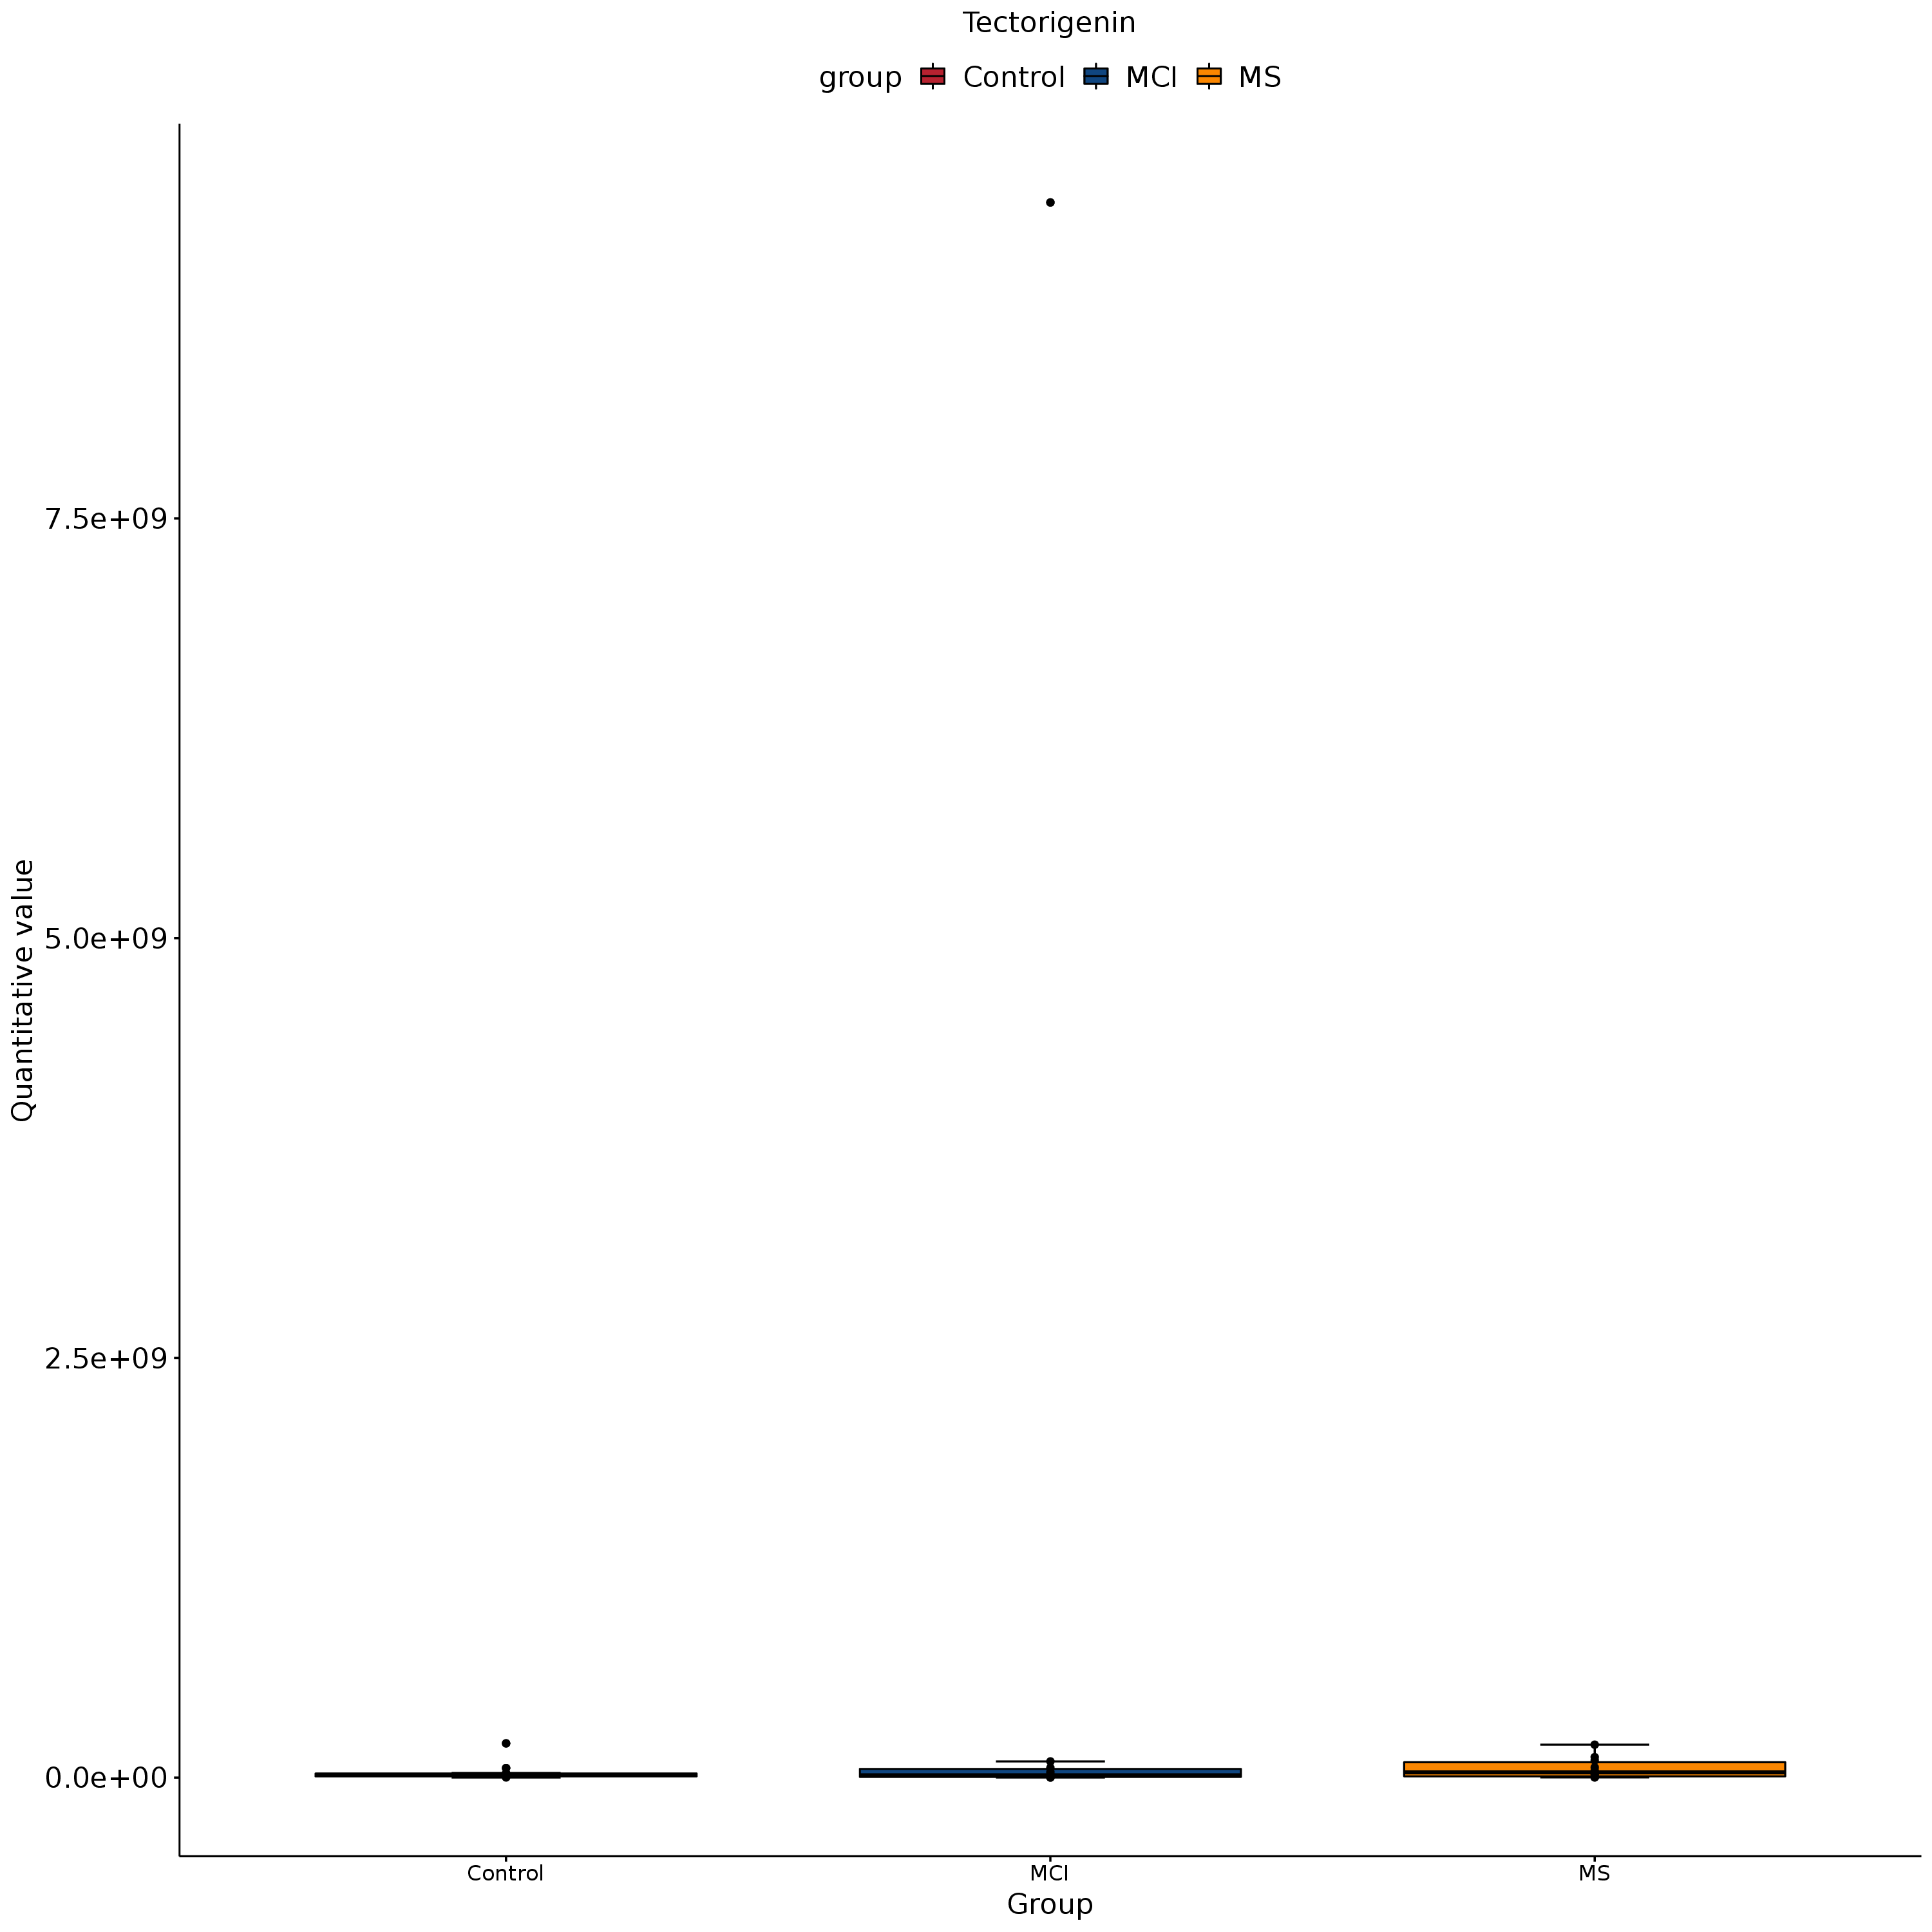 Tectorigenin
group Control MCI MS
7.5e+09
5.0e+09
2.5e+09
0.0e+00
Quantitative value
Control MCI MS
Group